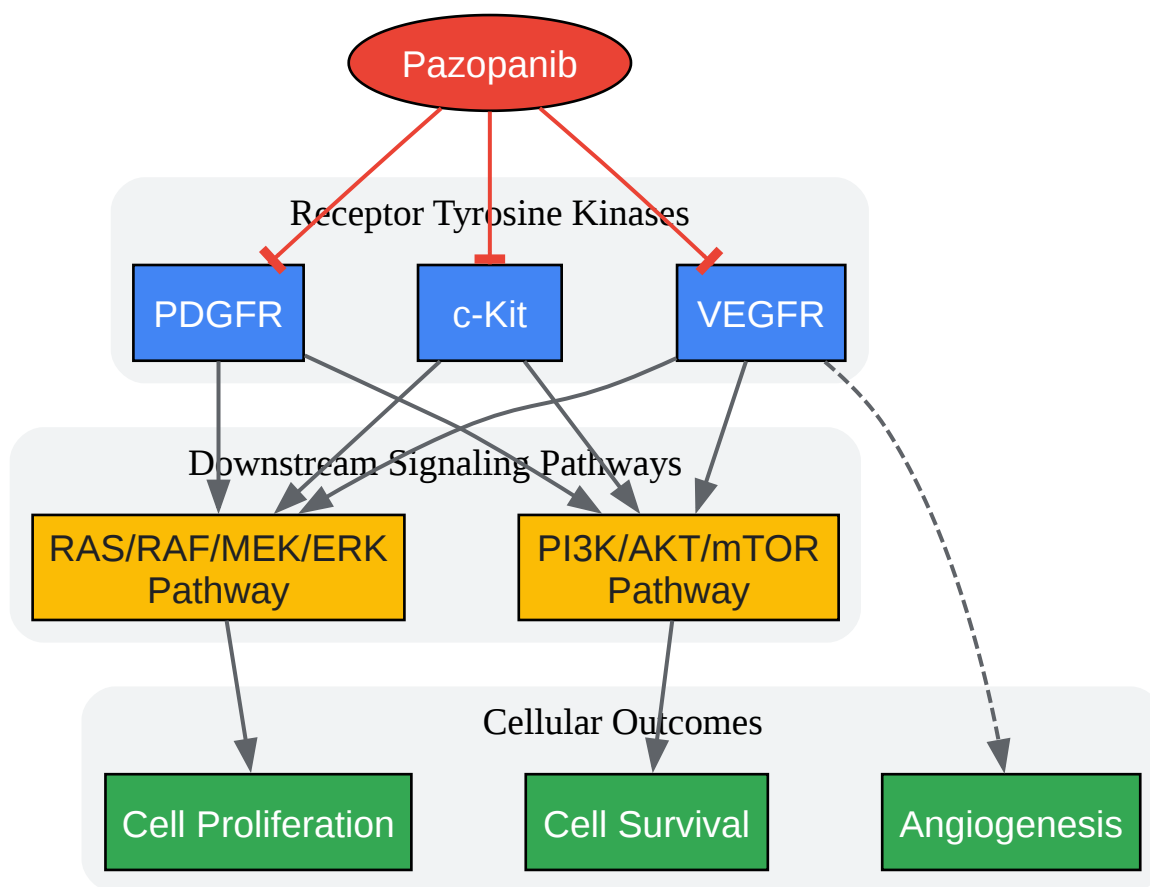 Pazopanib
Receptor Tyrosine Kinases
PDGFR
c-Kit
VEGFR
Downstream Signaling Pathways
RAS/RAF/MEK/ERK
Pathway
PI3K/AKT/mTOR
Pathway
Cellular Outcomes
Cell Proliferation
Cell Survival
Angiogenesis